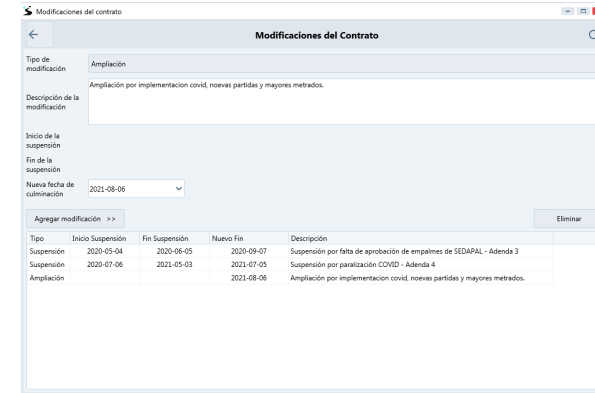 Modificaciones del contrato
Modificaciones del Contrato
Tipo de
modificación
Ampliación
Descripción de la
modificación
Ampliación por implementacion covid, noevas partidas y mayores metrados.
Inicio de la
suspensión
Fin de la
suspensión
Nueva fecha de
culminación
2021-08-06
Agregar modificación >>
Eliminar
Tipo Inicio Suspensión Fin Suspensión Nuevo Fin Descripción
Suspensión 2020-05-04 2020-06-05 2020-09-07 Suspensión por falta de aprobación de empalmes de SEDAPAL - Adenda 3
Suspensión 2020-07-06 2021-05-03 2021-07-05 Suspensión por paralización COVID - Adenda 4
Ampliación 2021-08-06 Ampliación por implementacion covid, noevas partidas y mayores metrados.